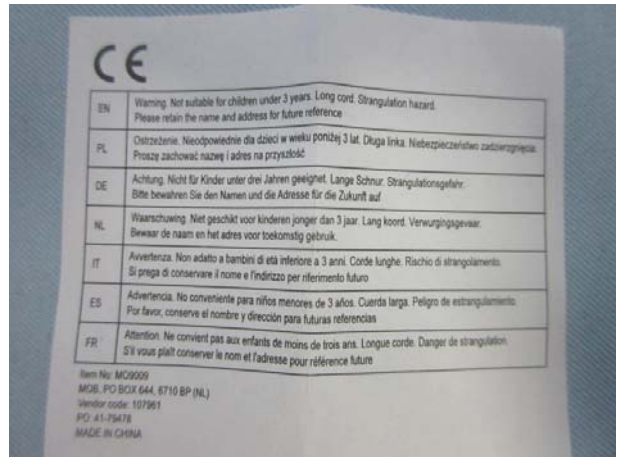 CE
EN
Warning. Not suitable for children under 3 years. Long cord. Strangulation hazard.
Please retain the name and address for future reference
PL
Ostrzeżenie. Nieodpowiednie dla dzieci w wieku poniżej 3 lat. Długa linka. Niebezpieczeństwo zadzierzgnięcia.
Proszę zachować nazwę i adres na przyszłość
DE
Achtung. Nicht für Kinder unter drei Jahren geeignet. Lange Schnur. Strangulationsgefahr.
Bitte bewahren Sie den Namen und die Adresse für die Zukunft auf
NL
Waarschuwing. Niet geschikt voor kinderen jonger dan 3 jaar. Lang koord. Verwurgingsgevaar.
Bewaar de naam en het adres voor toekomstig gebruik.
IT
Avvertenza. Non adatto a bambini di età inferiore a 3 anni. Corde lunghe. Rischio di strangolamento.
Si prega di conservare il nome e l'indirizzo per riferimento futuro
ES
Advertencia. No conveniente para niños menores de 3 años. Cuerda larga. Peligro de estrangulamiento.
Por favor, conserve el nombre y dirección para futuras referencias
FR
Attention. Ne convient pas aux enfants de moins de trois ans. Longue corde. Danger de strangulation.
S'il vous plaît conserver le nom et l'adresse pour référence future
Item No: MO9009
MOB, PO BOX 644, 6710 BP (NL)
Vendor code: 107961
PO: 41-79478
MADE IN CHINA